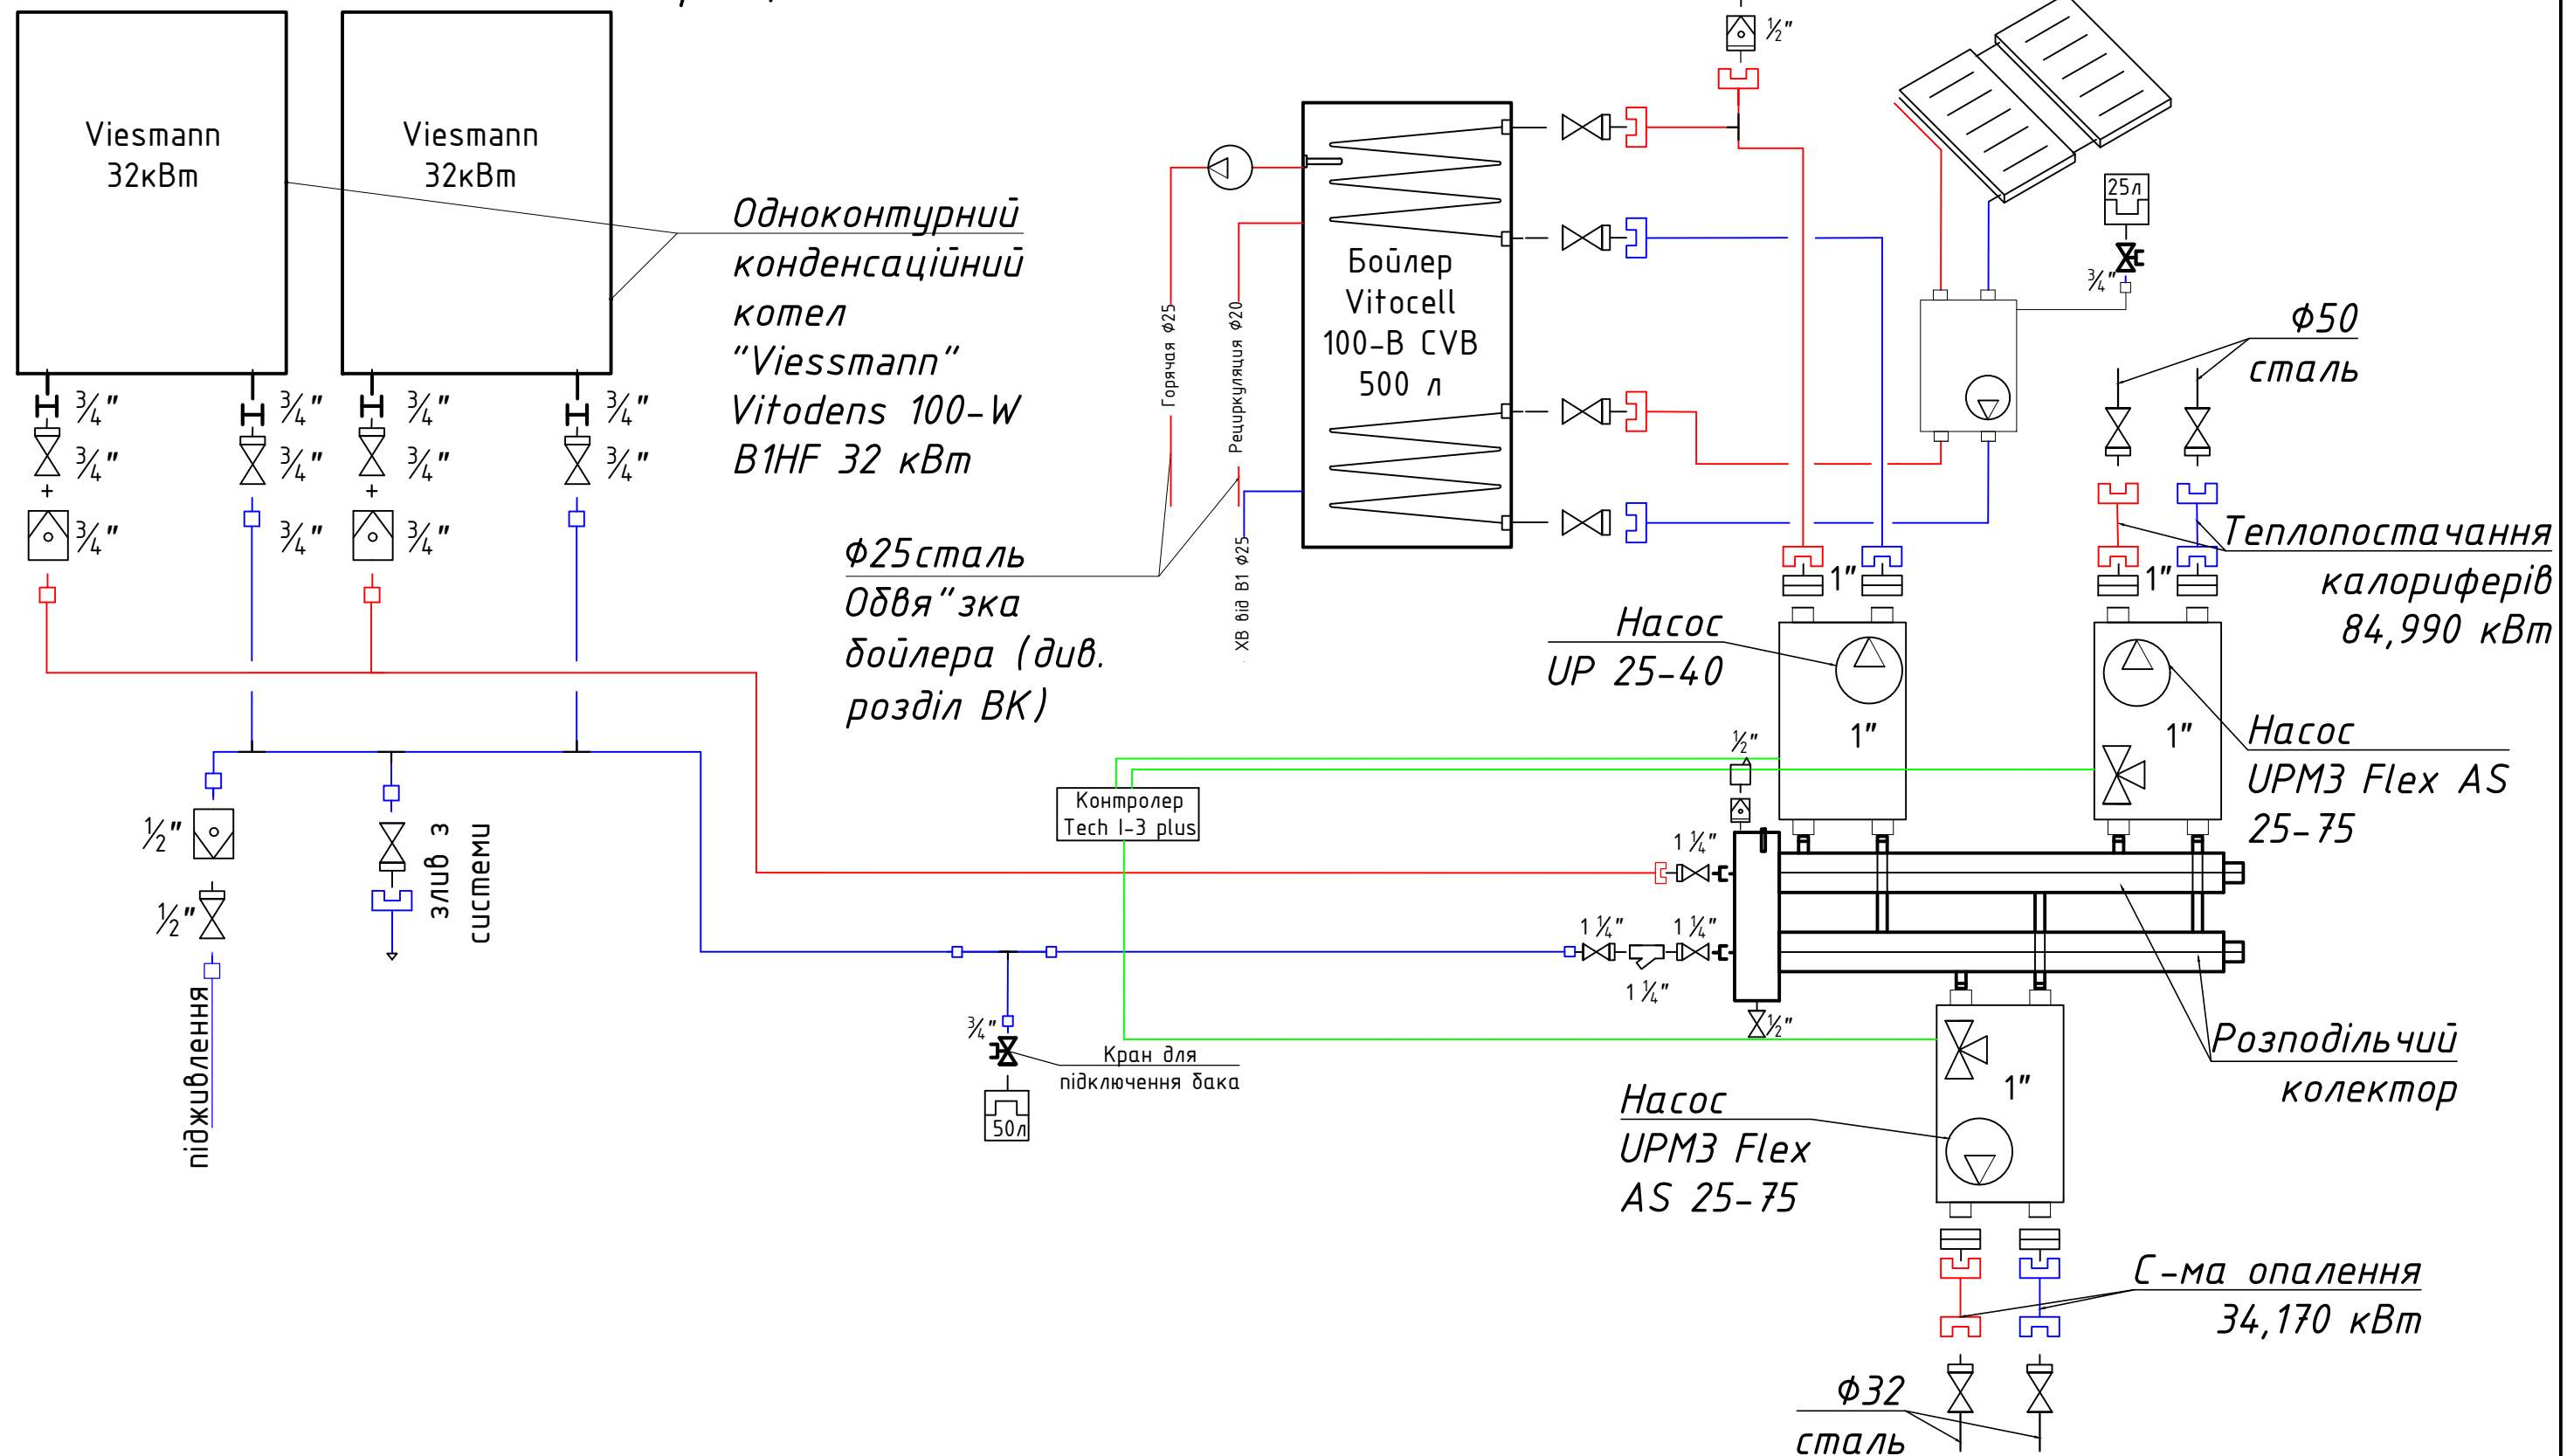 Viesmann
32кВт
Viesmann
32кВт
Одноконтурний
конденсаційний
котел
"Viessmann"
Vitodens 100-W
B1HF 32 кВт
¾"
¾"
¾"
¾"
¾"
¾"
¾"
¾"
¾"
¾"
¾"
¾"
½"
½"
підживлення
злив з
системи
Горячая ф25
Рециркуляция ф20
ХВ від В1 ф25
Ф25сталь
Обвя"зка
бойлера (див.
розділ ВК)
Бойлер
Vitocell
100-B CVB
500 л
½"
25л
¾"
Ф50
сталь
Теплопостачання
калориферів
84,990 кВт
1"
1"
Насос
UP 25-40
1"
1"
Насос
UPM3 Flex AS
25-75
½"
Контролер
Tech I-3 plus
1 ¼"
1 ¼"
1 ¼"
1 ¼"
½"
¾"
Кран для
підключення бака
50л
Розподільчий
колектор
Насос
UPM3 Flex
AS 25-75
1"
С-ма опалення
34,170 кВт
Ф32
сталь